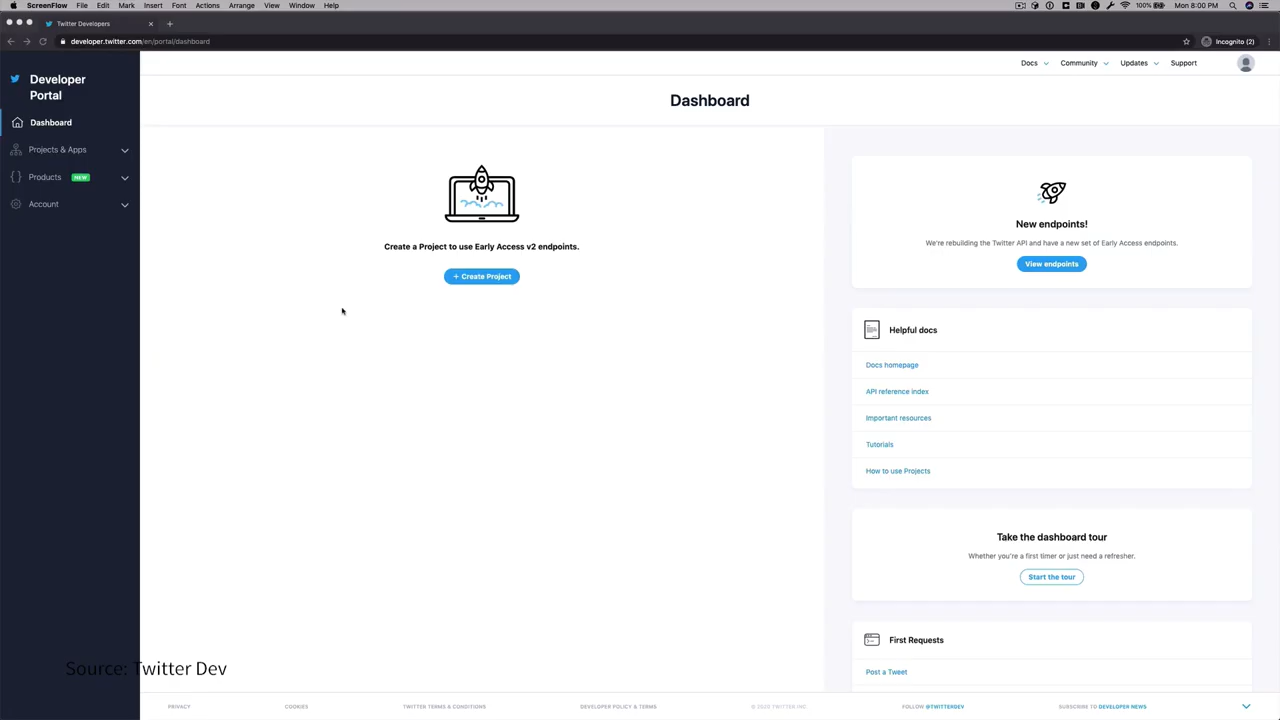 ScreenFlow File Edit Mark Insert Font Actions Arrange View Window Help 100% Mon 8:00 PM
Twitter Developers
developer.twitter.com/en/portal/dashboard Incognito (2)
Docs Community Updates Support
Developer
Portal
Dashboard
Projects & Apps
Products NEW
Account
Dashboard
Create a Project to use Early Access v2 endpoints.
+ Create Project
New endpoints!
We're rebuilding the Twitter API and have a new set of Early Access endpoints.
View endpoints
Helpful docs
Docs homepage
API reference index
Important resources
Tutorials
How to use Projects
Take the dashboard tour
Whether you're a first timer or just need a refresher.
Start the tour
First Requests
Post a Tweet
Source: Twitter Dev
PRIVACY COOKIES TWITTER TERMS & CONDITIONS DEVELOPER POLICY & TERMS © 2020 TWITTER INC. FOLLOW @TWITTERDEV SUBSCRIBE TO DEVELOPER NEWS